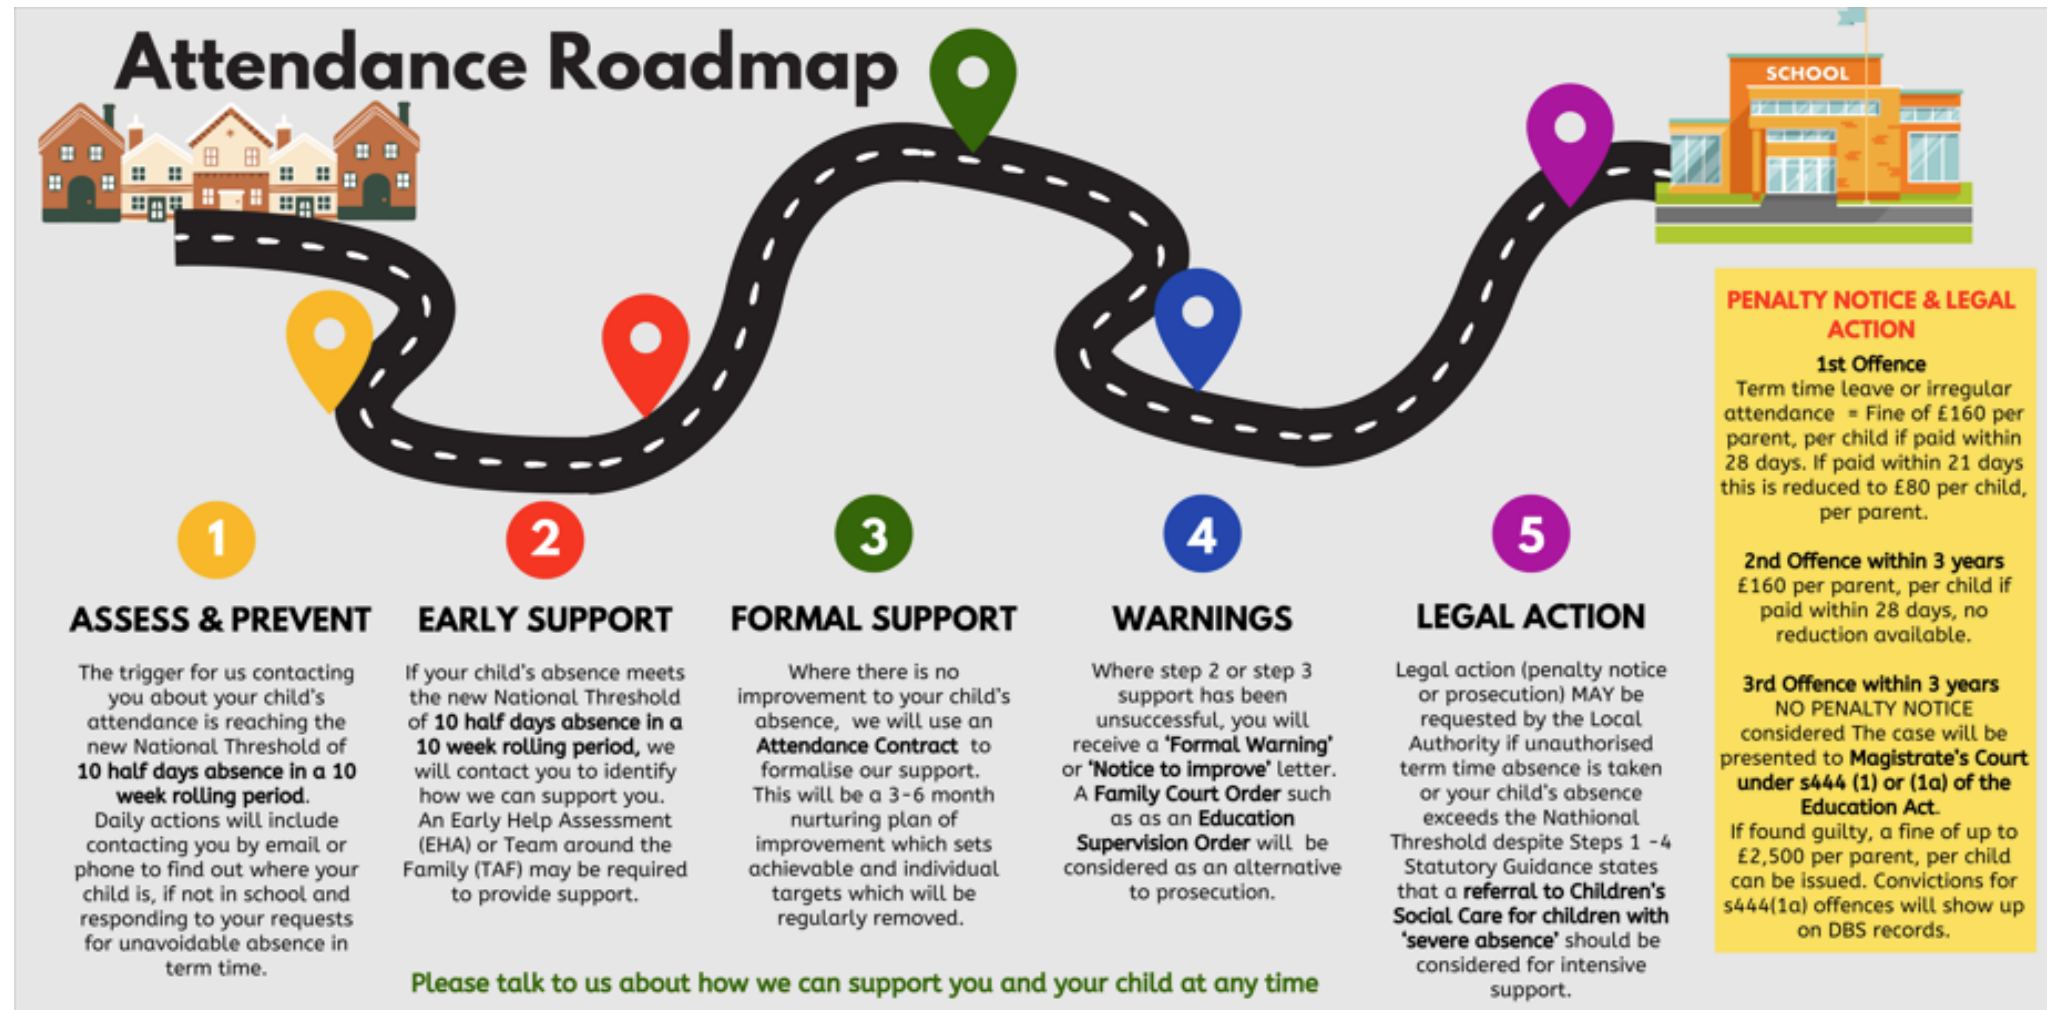 Attendance Roadmap
SCHOOL
1
ASSESS & PREVENT
The trigger for us contacting
you about your child's
attendance is reaching the
new National Threshold of
10 half days absence in a 10
week rolling period.
Daily actions will include
contacting you by email or
phone to find out where your
child is, if not in school and
responding to your requests
for unavoidable absence in
term time.
2
EARLY SUPPORT
If your child's absence meets
the new National Threshold
of 10 half days absence in a
10 week rolling period, we
will contact you to identify
how we can support you.
An Early Help Assessment
(EHA) or Team around the
Family (TAF) may be required
to provide support.
3
FORMAL SUPPORT
Where there is no
improvement to your child's
absence, we will use an
Attendance Contract to
formalise our support.
This will be a 3-6 month
nurturing plan of
improvement which sets
achievable and individual
targets which will be
regularly removed.
4
WARNINGS
Where step 2 or step 3
support has been
unsuccessful, you will
receive a 'Formal Warning'
or 'Notice to improve' letter.
A Family Court Order such
as as an Education
Supervision Order will be
considered as an alternative
to prosecution.
5
LEGAL ACTION
Legal action (penalty notice
or prosecution) MAY be
requested by the Local
Authority if unauthorised
term time absence is taken
or your child's absence
exceeds the Nathional
Threshold despite Steps 1 -4
Statutory Guidance states
that a referral to Children's
Social Care for children with
'severe absence' should be
considered for intensive
support.
PENALTY NOTICE & LEGAL
ACTION
1st Offence
Term time leave or irregular
attendance = Fine of £160 per
parent, per child if paid within
28 days. If paid within 21 days
this is reduced to £80 per child,
per parent.
2nd Offence within 3 years
£160 per parent, per child if
paid within 28 days, no
reduction available.
3rd Offence within 3 years
NO PENALTY NOTICE
considered The case will be
presented to Magistrate's Court
under s444 (1) or (1a) of the
Education Act.
If found guilty, a fine of up to
£2,500 per parent, per child
can be issued. Convictions for
s444(1a) offences will show up
on DBS records.
Please talk to us about how we can support you and your child at any time